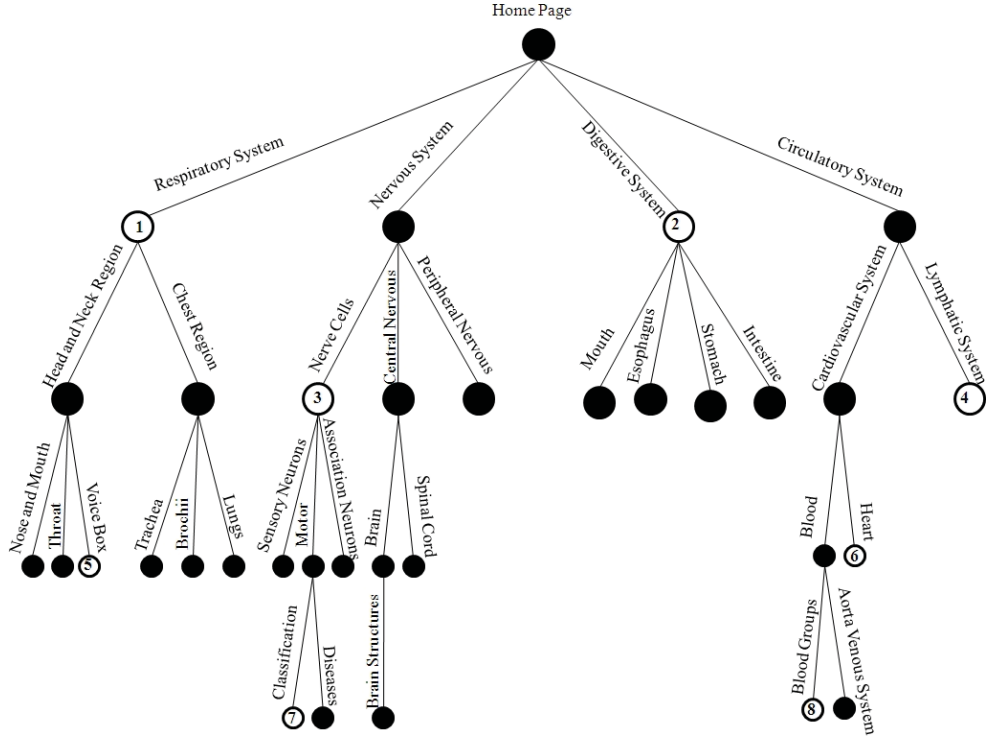 Home Page
Respiratory System
Nervous System
Digestive System
Circulatory System
1
2
Head and Neck Region
Chest Region
Nerve Cells
Central Nervous
Peripheral Nervous
Mouth
Esophagus
Stomach
Intestine
Cardiovascular System
Lymphatic System
3
4
Nose and Mouth
Throat
Voice Box
Trachea
Brochii
Lungs
Sensory Neurons
Motor
Association Neurons
Brain
Spinal Cord
Blood
Heart
5
6
Classification
Diseases
Brain Structures
Blood Groups
Aorta Venous System
7
8